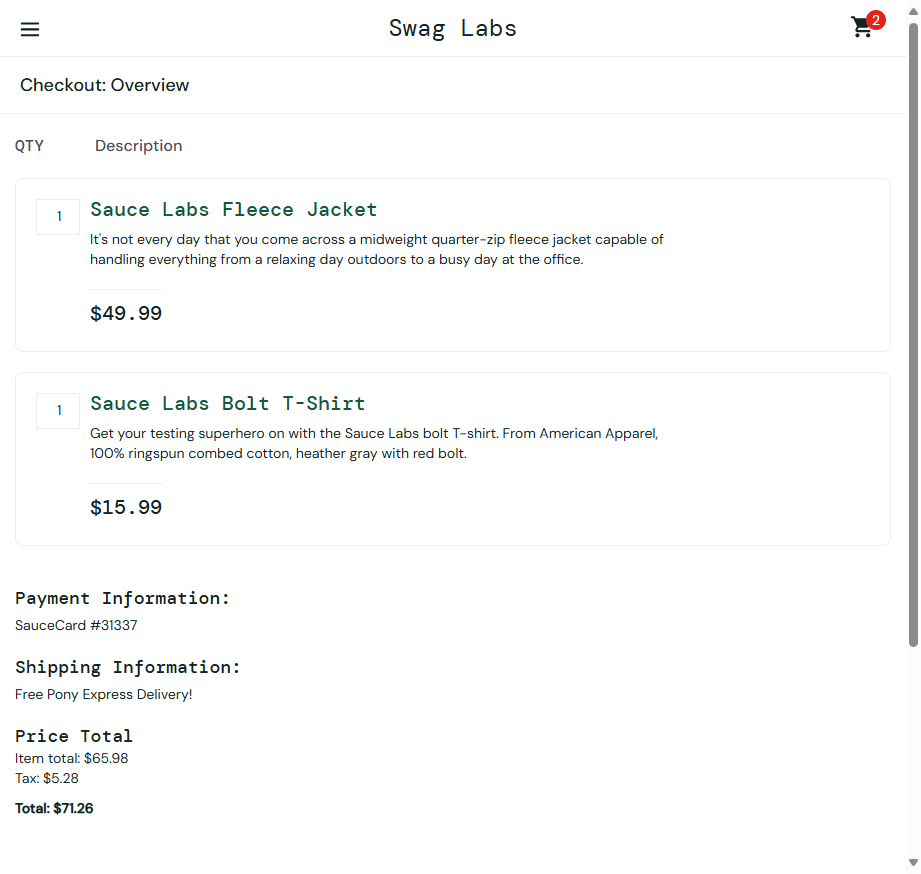 Swag Labs
2
Checkout: Overview
QTY Description
1
Sauce Labs Fleece Jacket
It's not every day that you come across a midweight quarter-zip fleece jacket capable of
handling everything from a relaxing day outdoors to a busy day at the office.
$49.99
1
Sauce Labs Bolt T-Shirt
Get your testing superhero on with the Sauce Labs bolt T-shirt. From American Apparel,
100% ringspun combed cotton, heather gray with red bolt.
$15.99
Payment Information:
SauceCard #31337
Shipping Information:
Free Pony Express Delivery!
Price Total
Item total: $65.98
Tax: $5.28
Total: $71.26